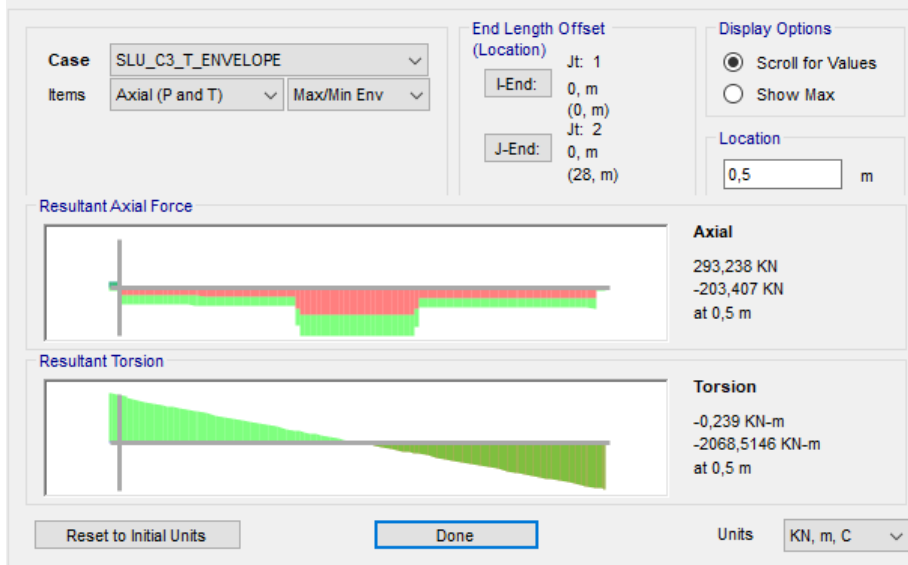 Case SLU_C3_T_ENVELOPE
Items Axial (P and T) Max/Min Env
End Length Offset
(Location)
Jt: 1
I-End: 0, m
(0, m)
Jt: 2
J-End: 0, m
(28, m)
Display Options
Scroll for Values
Show Max
Location
0,5 m
Resultant Axial Force
Axial
293,238 KN
-203,407 KN
at 0,5 m
Resultant Torsion
Torsion
-0,239 KN-m
-2068,5146 KN-m
at 0,5 m
Reset to Initial Units Done Units KN, m, C